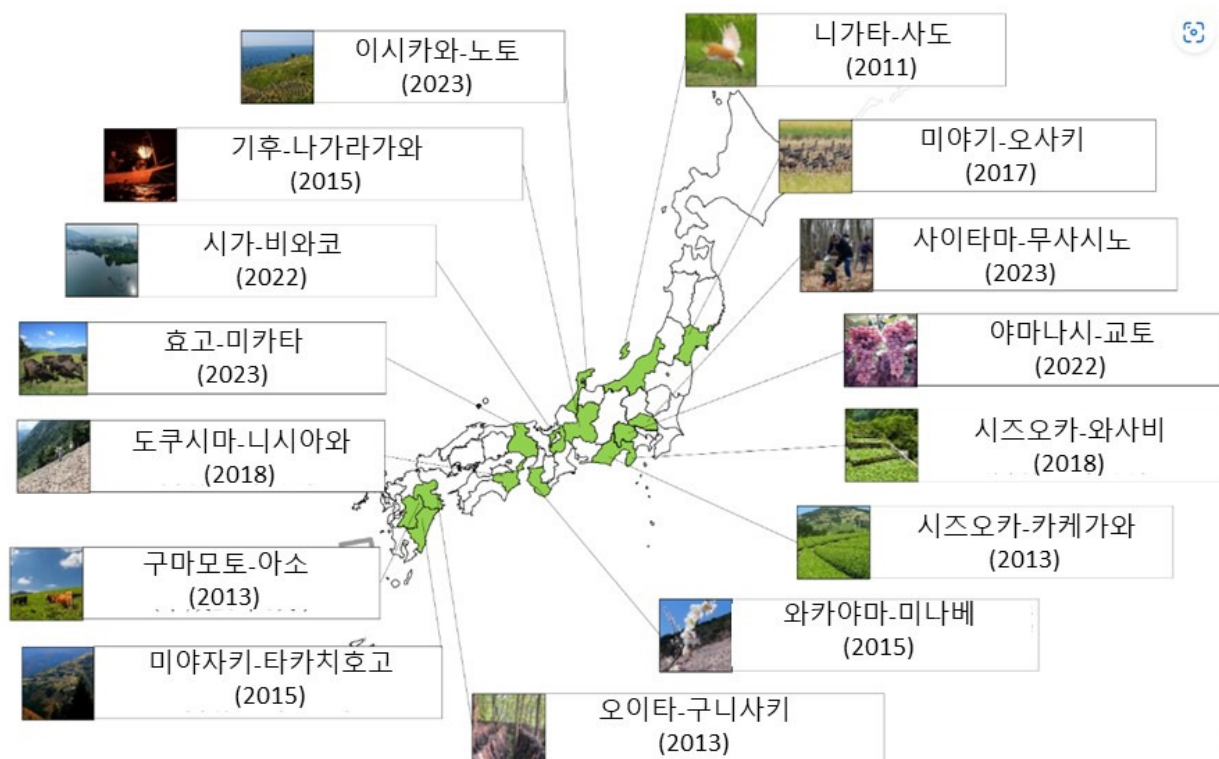 이시카와-노토
(2023)
니가타-사도
(2011)
기후-나가라가와
(2015)
미야기-오사키
(2017)
시가-비와코
(2022)
사이타마-무사시노
(2023)
효고-미카타
(2023)
야마나시-교토
(2022)
도쿠시마-니시아와
(2018)
시즈오카-와사비
(2018)
구마모토-아소
(2013)
시즈오카-카케가와
(2013)
미야자키-타카치호고
(2015)
와카야마-미나베
(2015)
오이타-구니사키
(2013)